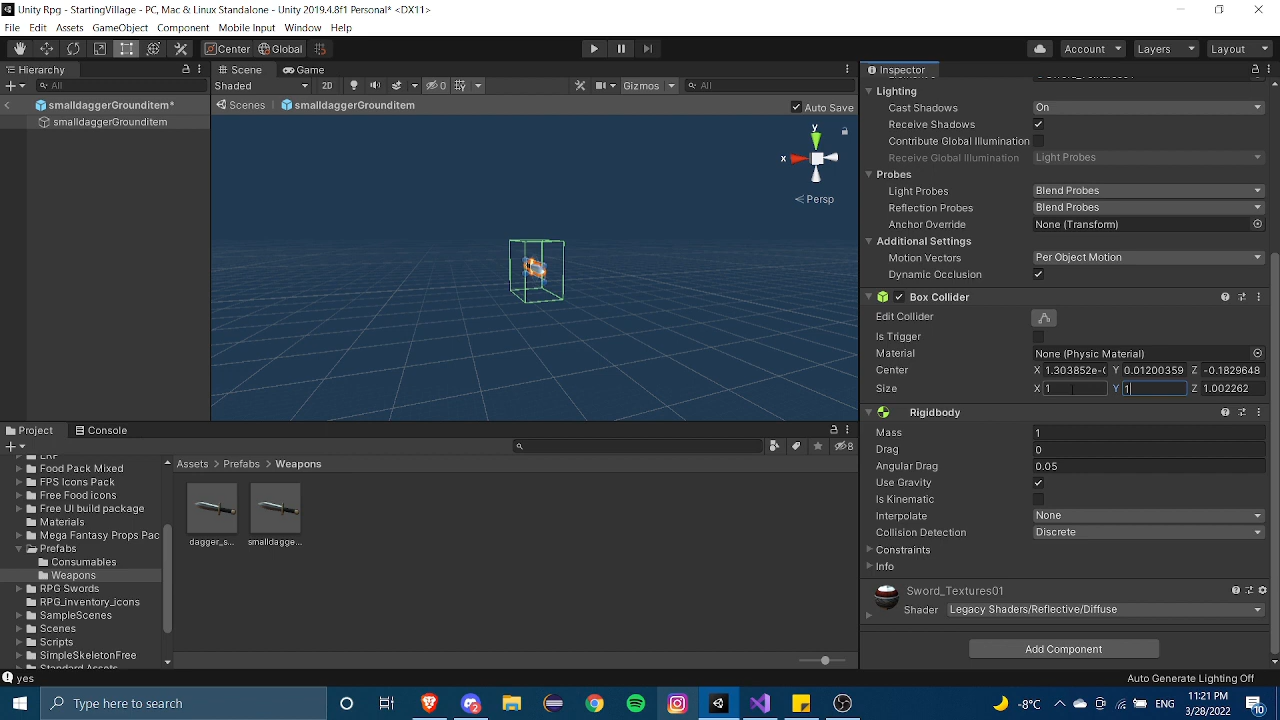 Unity Rpg - StartingVillage - PC, Mac & Linux Standalone - Unity 2019.4.8f1 Personal* <DX11>
File Edit Assets GameObject Component Mobile Input Window Help
Center Global
Account Layers Layout
Hierarchy
All
smalldaggerGrounditem*
smalldaggerGrounditem
Scene Game
Shaded 2D 0 Gizmos All
Scenes smalldaggerGrounditem Auto Save
y
x
Persp
Inspector
Lighting
Cast Shadows On
Receive Shadows
Contribute Global Illumination
Receive Global Illumination Light Probes
Probes
Light Probes Blend Probes
Reflection Probes Blend Probes
Anchor Override None (Transform)
Additional Settings
Motion Vectors Per Object Motion
Dynamic Occlusion
Box Collider
Edit Collider
Is Trigger
Material None (Physic Material)
Center X 1.303852e-0 Y 0.01200359 Z -0.1829648
Size X 1 Y 1 Z 1.002262
Rigidbody
Mass 1
Drag 0
Angular Drag 0.05
Use Gravity
Is Kinematic
Interpolate None
Collision Detection Discrete
Constraints
Info
Sword_Textures01
Shader Legacy Shaders/Reflective/Diffuse
Add Component
Project Console
8
Food Pack Mixed
FPS Icons Pack
Free Food Icons
Free UI build package
Materials
Mega Fantasy Props Pac
Prefabs
Consumables
Weapons
RPG Swords
RPG_inventory_icons
SampleScenes
Scenes
Scripts
SimpleSkeletonFree
Standard Assets
Assets Prefabs Weapons
dagger_s... smalldagge...
yes
Auto Generate Lighting Off
Type here to search
-8°C
11:21 PM
3/28/2022
10